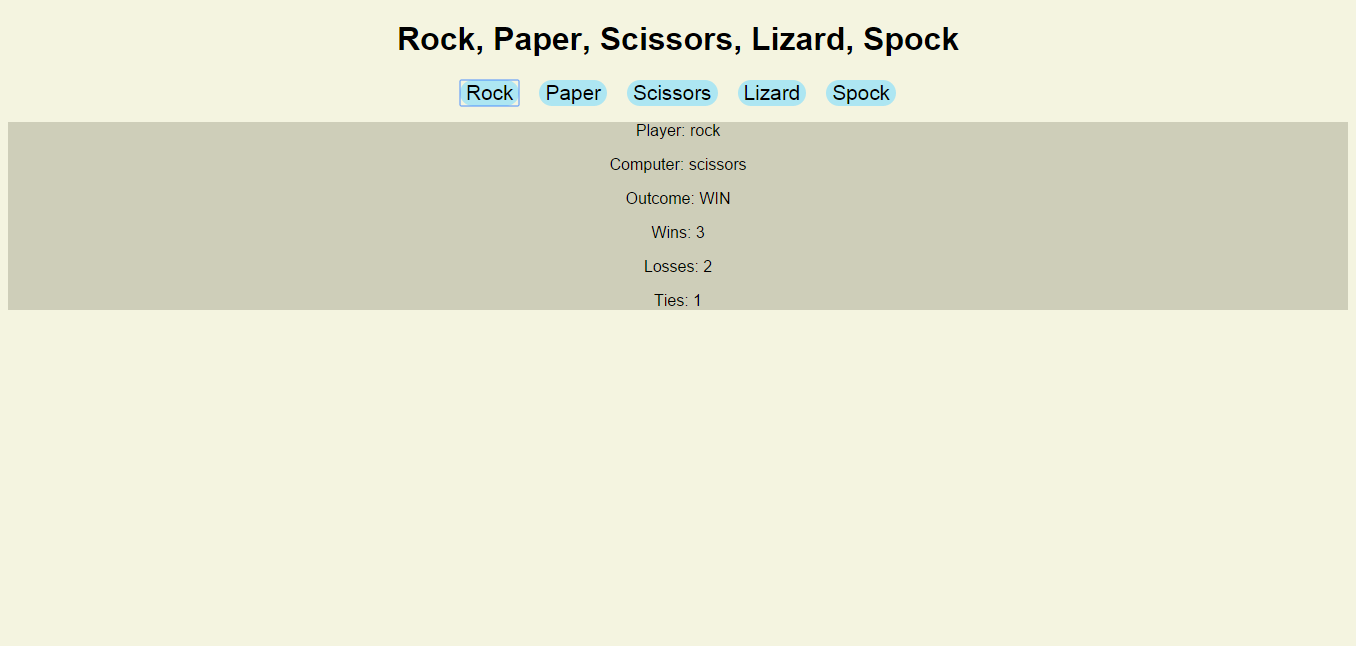 Rock, Paper, Scissors, Lizard, Spock
Rock Paper Scissors Lizard Spock
Player: rock
Computer: scissors
Outcome: WIN
Wins: 3
Losses: 2
Ties: 1